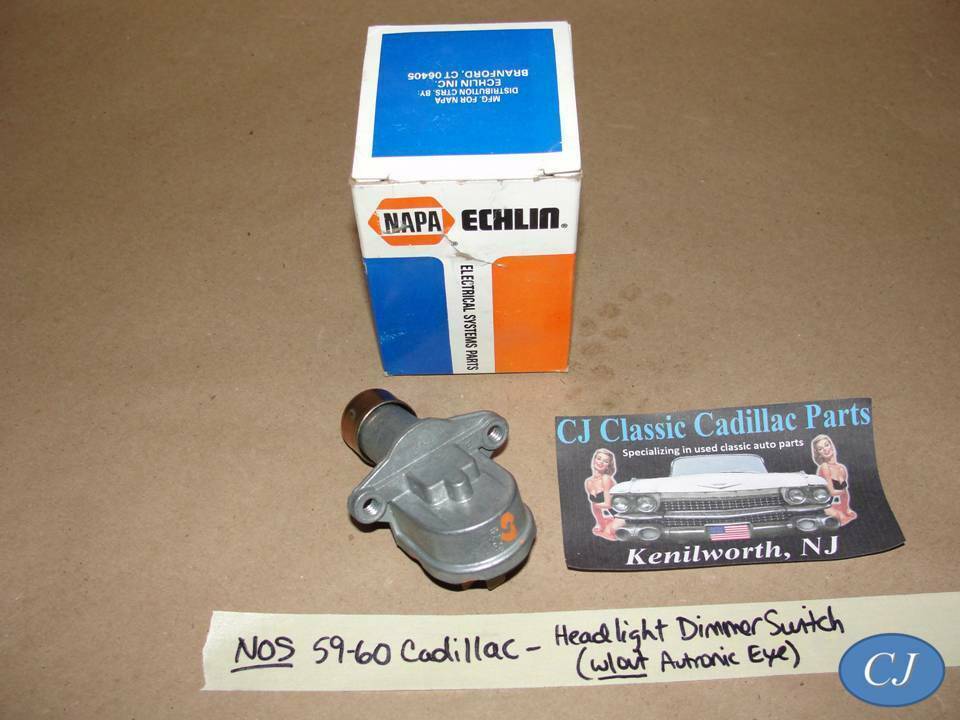 MFG. FOR NAPA
DISTRIBUTION CTRS. BY:
ECHLIN INC.
BRANFORD, CT 06405
NAPA ECHLIN®
ELECTRICAL SYSTEMS PARTS
CJ Classic Cadillac Parts
Specializing in used classic auto parts
Kenilworth, NJ
NOS 59-60 Cadillac - Headlight Dimmer Switch
(w/out Autronic Eye)
CJ